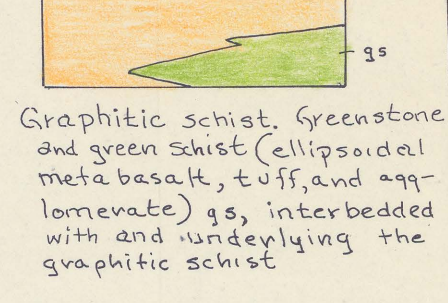 gs
Graphitic schist. Greenstone
and green schist (ellipsoidal
metabasalt, tuff, and agg-
lomerate) gs, interbedded
with and underlying the
graphitic schist